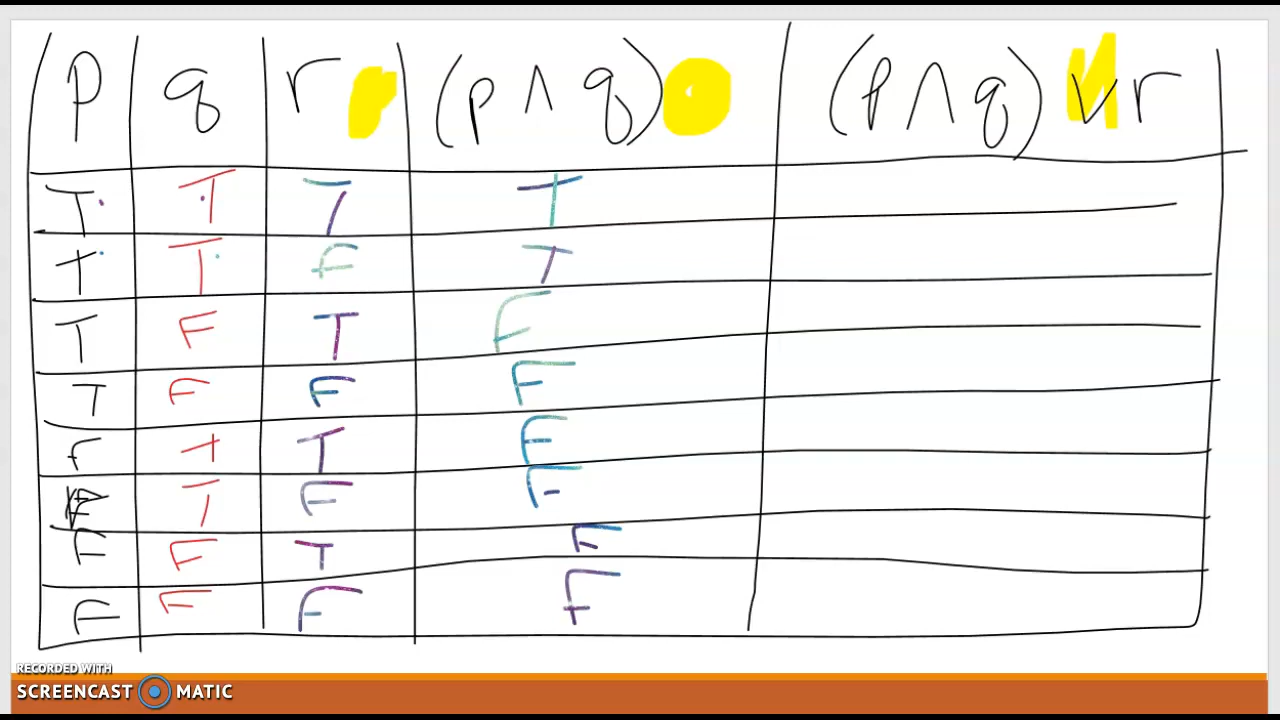 p q r (p ∧ q) (p ∧ q) ∨ r
T T T T
T T F T
T F T F
T F F F
F T T F
F T F F
F F T F
F F F F
RECORDED WITH
SCREENCAST MATIC